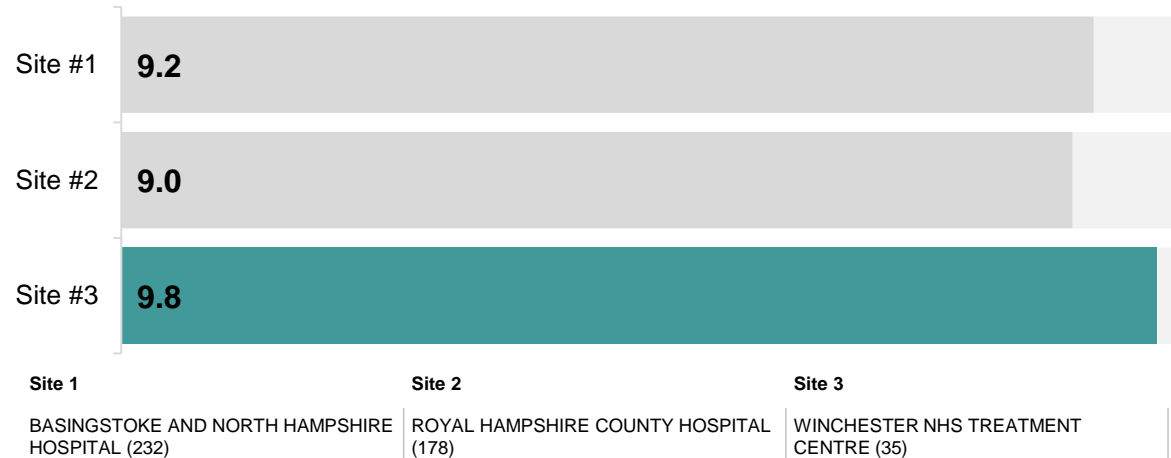 Site #1
9.2
Site #2
9.0
Site #3
9.8
Site 1
Site 2
Site 3
BASINGSTOKE AND NORTH HAMPSHIRE
HOSPITAL (232)
ROYAL HAMPSHIRE COUNTY HOSPITAL
(178)
WINCHESTER NHS TREATMENT
CENTRE (35)